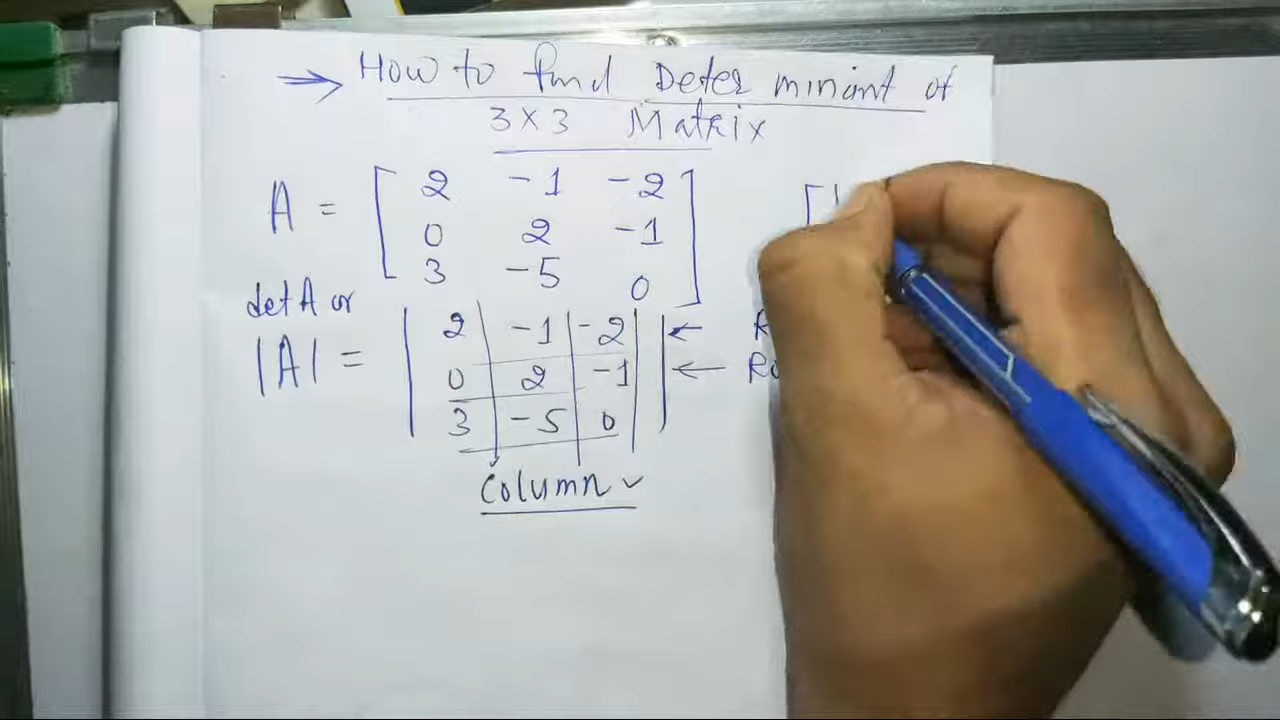 → How to find Determinant of
3×3 Matrix
A = [ 2 -1 -2
0 2 -1
3 -5 0 ]
det A or
|A| = | 2 -1 -2 | ←
0 2 -1 ←
3 -5 0
Column ✓